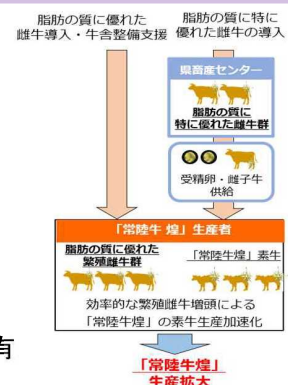 脂肪の質に優れた
雌牛導入・牛舎整備支援
脂肪の質に特に
優れた雌牛の導入
県畜産センター
脂肪の質に
特に優れた雌牛群
受精卵・雌子牛
供給
「常陸牛 煌」生産者
脂肪の質に優れた
繁殖雌牛群
「常陸牛煌」素牛
効率的な繁殖雌牛増頭による
「常陸牛煌」の素牛生産加速化
有
「常陸牛煌」
生産拡大